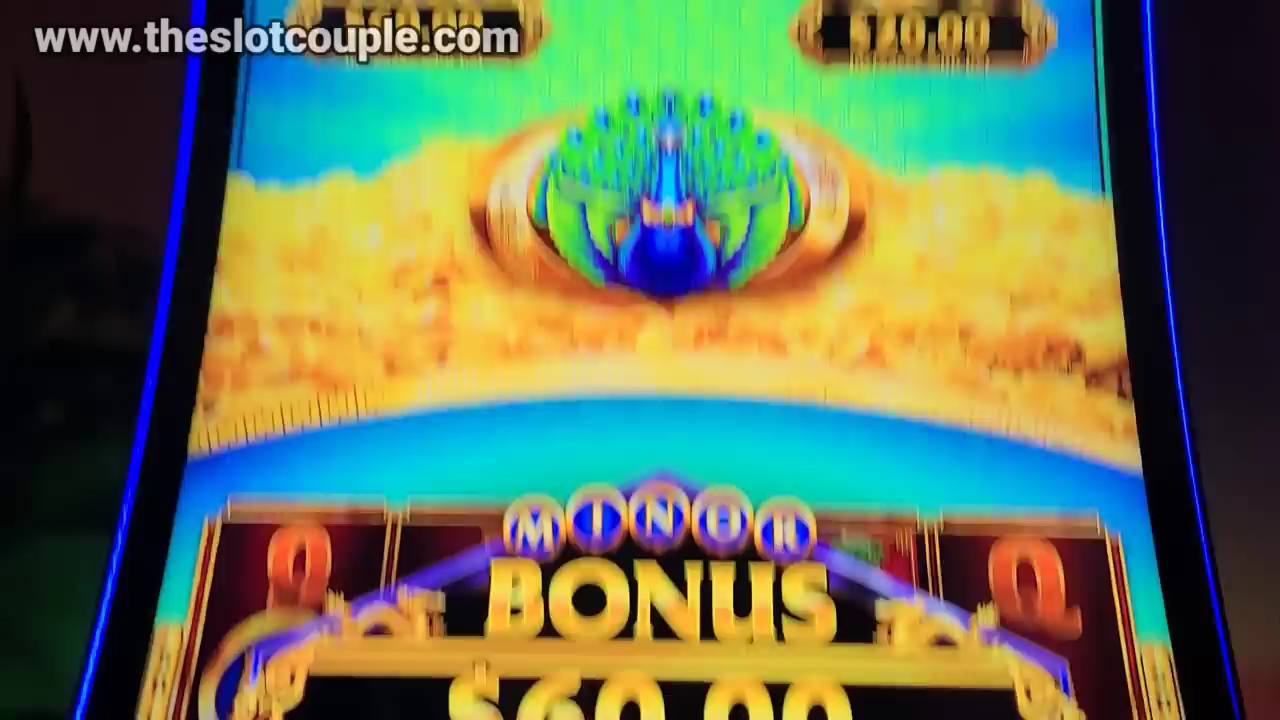 www.theslotcouple.com
$20.00
MINOR
Q Q
BONUS
$60.00